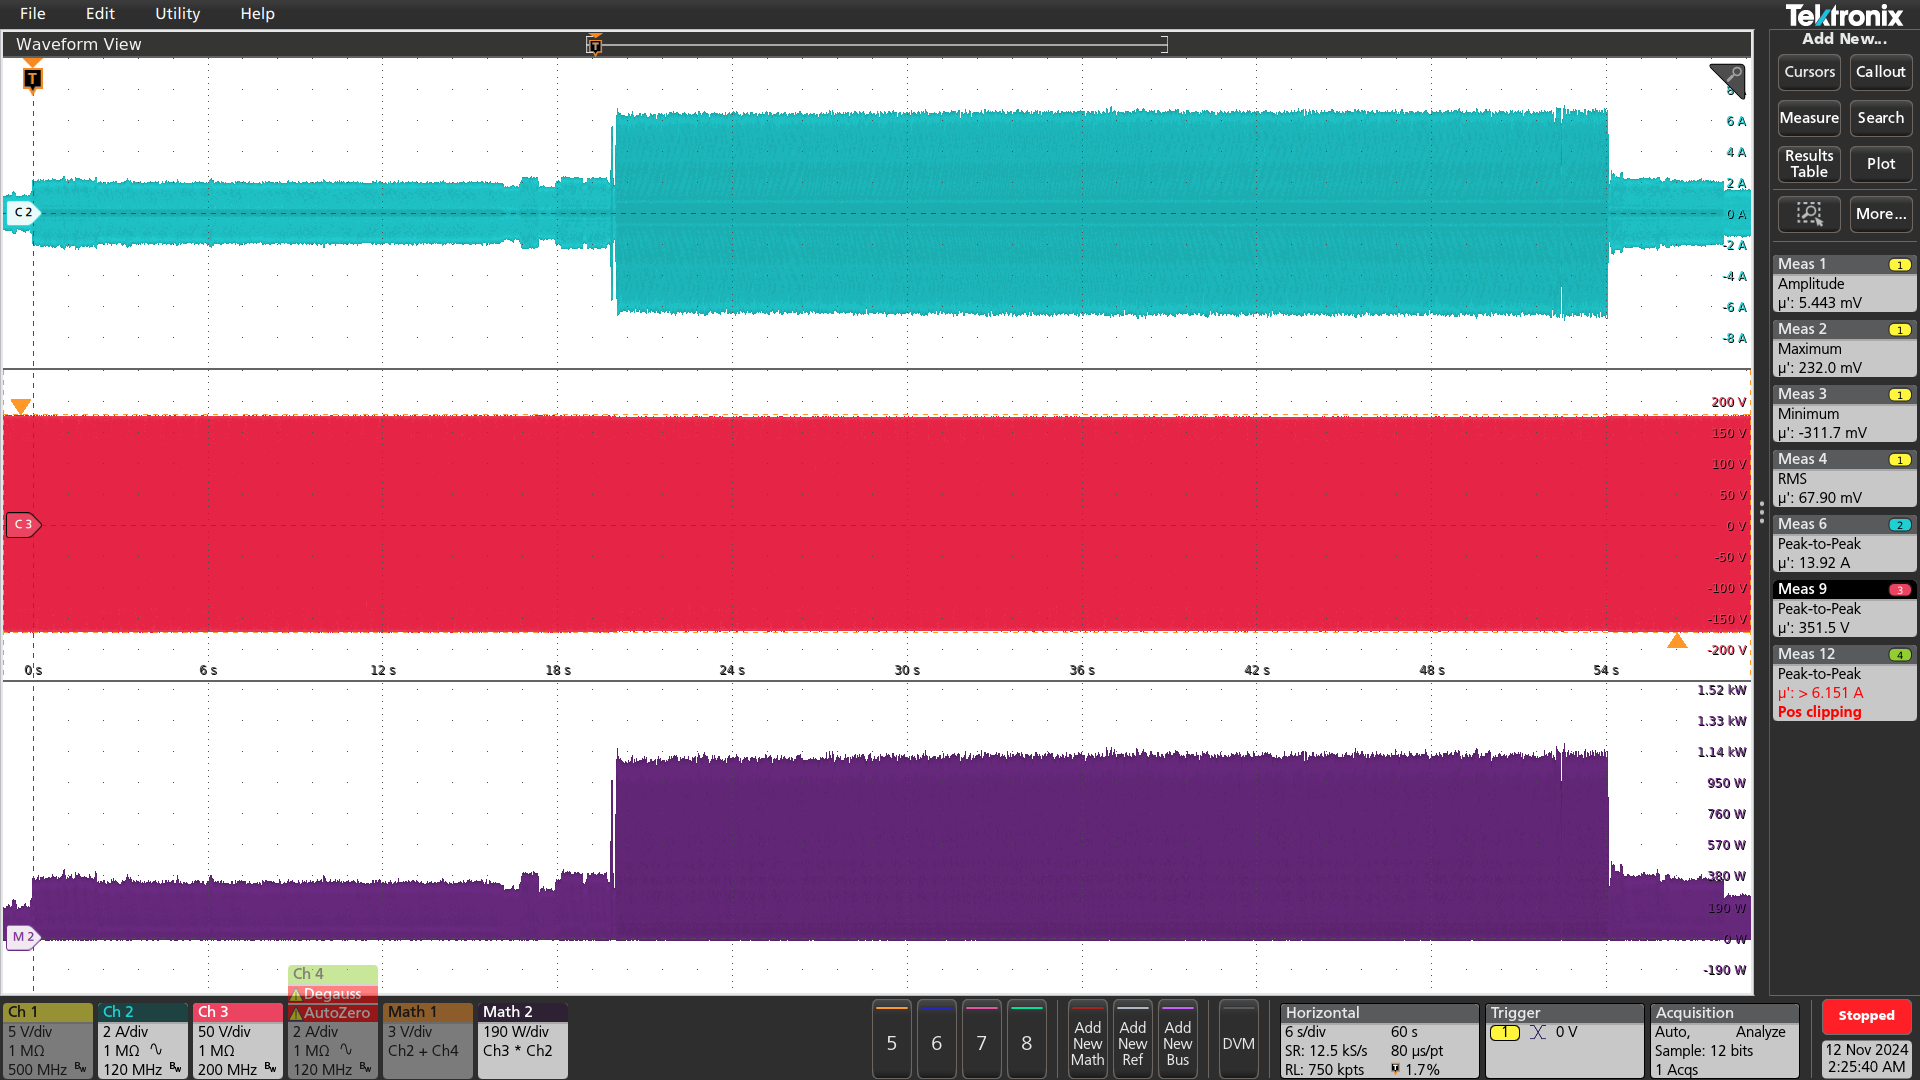 File Edit Utility Help
Tektronix
Waveform View
Add New...
T
T
Cursors Callout
Measure Search
Results Table Plot
More...
8
6 A
4 A
2 A
C 2
0 A
-2 A
-4 A
-6 A
-8 A
200 V
150 V
100 V
50 V
C 3
0 V
-50 V
-100 V
-150 V
-200 V
0 s 6 s 12 s 18 s 24 s 30 s 36 s 42 s 48 s 54 s
1.52 kW
1.33 kW
1.14 kW
950 W
760 W
570 W
380 W
190 W
M 2
0 W
-190 W
Meas 1 1
Amplitude
µ': 5.443 mV
Meas 2 1
Maximum
µ': 232.0 mV
Meas 3 1
Minimum
µ': -311.7 mV
Meas 4 1
RMS
µ': 67.90 mV
Meas 6 2
Peak-to-Peak
µ': 13.92 A
Meas 9 3
Peak-to-Peak
µ': 351.5 V
Meas 12 4
Peak-to-Peak
µ': > 6.151 A
Pos clipping
Ch 1
5 V/div
1 MΩ
500 MHz Bw
Ch 2
2 A/div
1 MΩ
120 MHz Bw
Ch 3
50 V/div
1 MΩ
200 MHz Bw
Ch 4
Degauss
AutoZero
2 A/div
1 MΩ
120 MHz Bw
Math 1
3 V/div
Ch2 + Ch4
Math 2
190 W/div
Ch3 * Ch2
5 6 7 8
Add New Math
Add New Ref
Add New Bus
DVM
Horizontal
6 s/div 60 s
SR: 12.5 kS/s 80 µs/pt
RL: 750 kpts T 1.7%
Trigger
1 0 V
Acquisition
Auto, Analyze
Sample: 12 bits
1 Acqs
Stopped
12 Nov 2024
2:25:40 AM